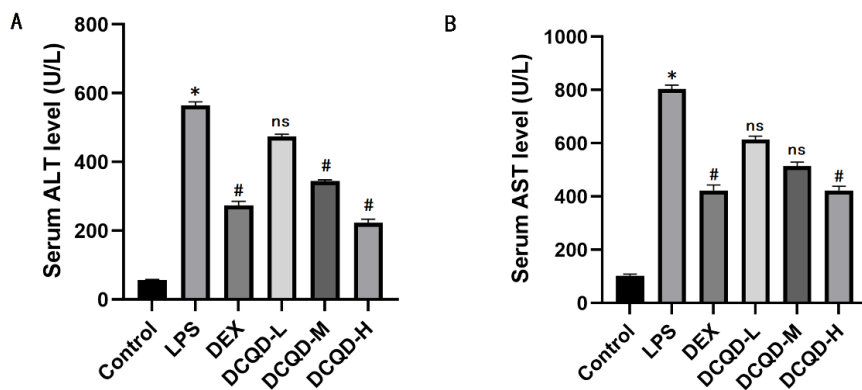 A
Serum ALT level (U/L)
800
600
400
200
0
*
#
ns
#
#
Control
LPS
DEX
DCQD-L
DCQD-M
DCQD-H
B
Serum AST level (U/L)
1000
800
600
400
200
0
*
#
ns
ns
#
Control
LPS
DEX
DCQD-L
DCQD-M
DCQD-H